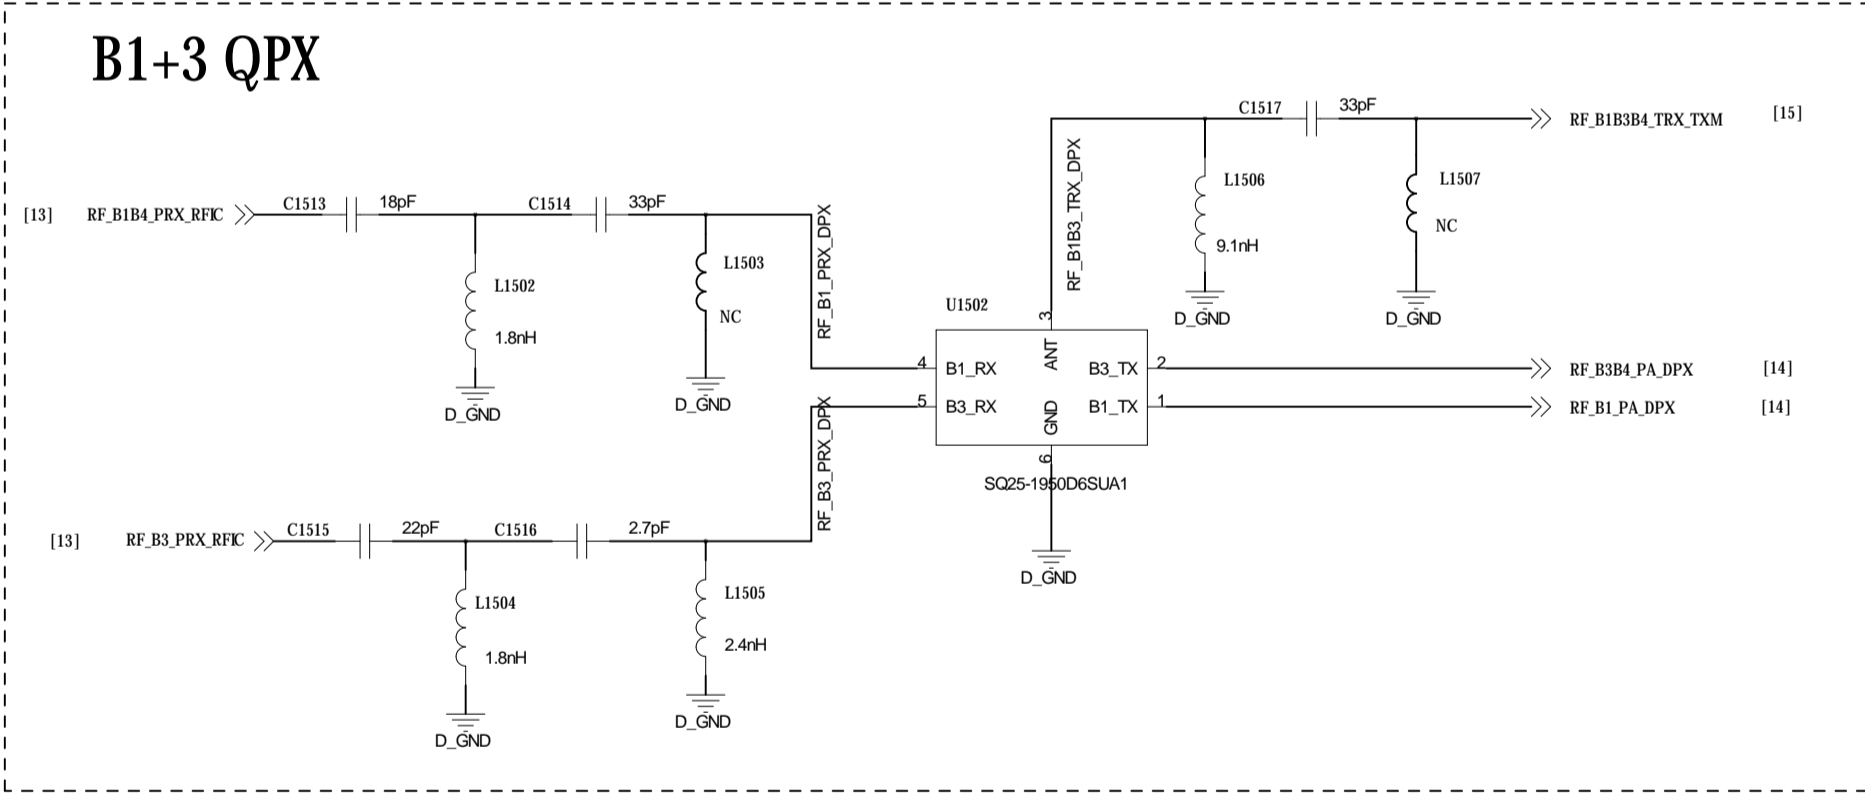 B1+3 QPX
C1517
33pF
RF_B1B3B4_TRX_TXM
[15]
RF_B1B3_TRX_DPX
L1506
9.1nH
D_GND
L1507
NC
D_GND
[13]
RF_B1B4_PRX_RFIC
C1513
18pF
C1514
33pF
RF_B1_PRX_DPX
L1502
1.8nH
D_GND
L1503
NC
D_GND
U1502
3
ANT
4
B1_RX
B3_TX
2
RF_B3B4_PA_DPX
[14]
5
B3_RX
GND
B1_TX
1
RF_B1_PA_DPX
[14]
6
SQ25-1950D6SUA1
D_GND
RF_B3_PRX_DPX
[13]
RF_B3_PRX_RFIC
C1515
22pF
C1516
2.7pF
L1504
1.8nH
D_GND
L1505
2.4nH
D_GND